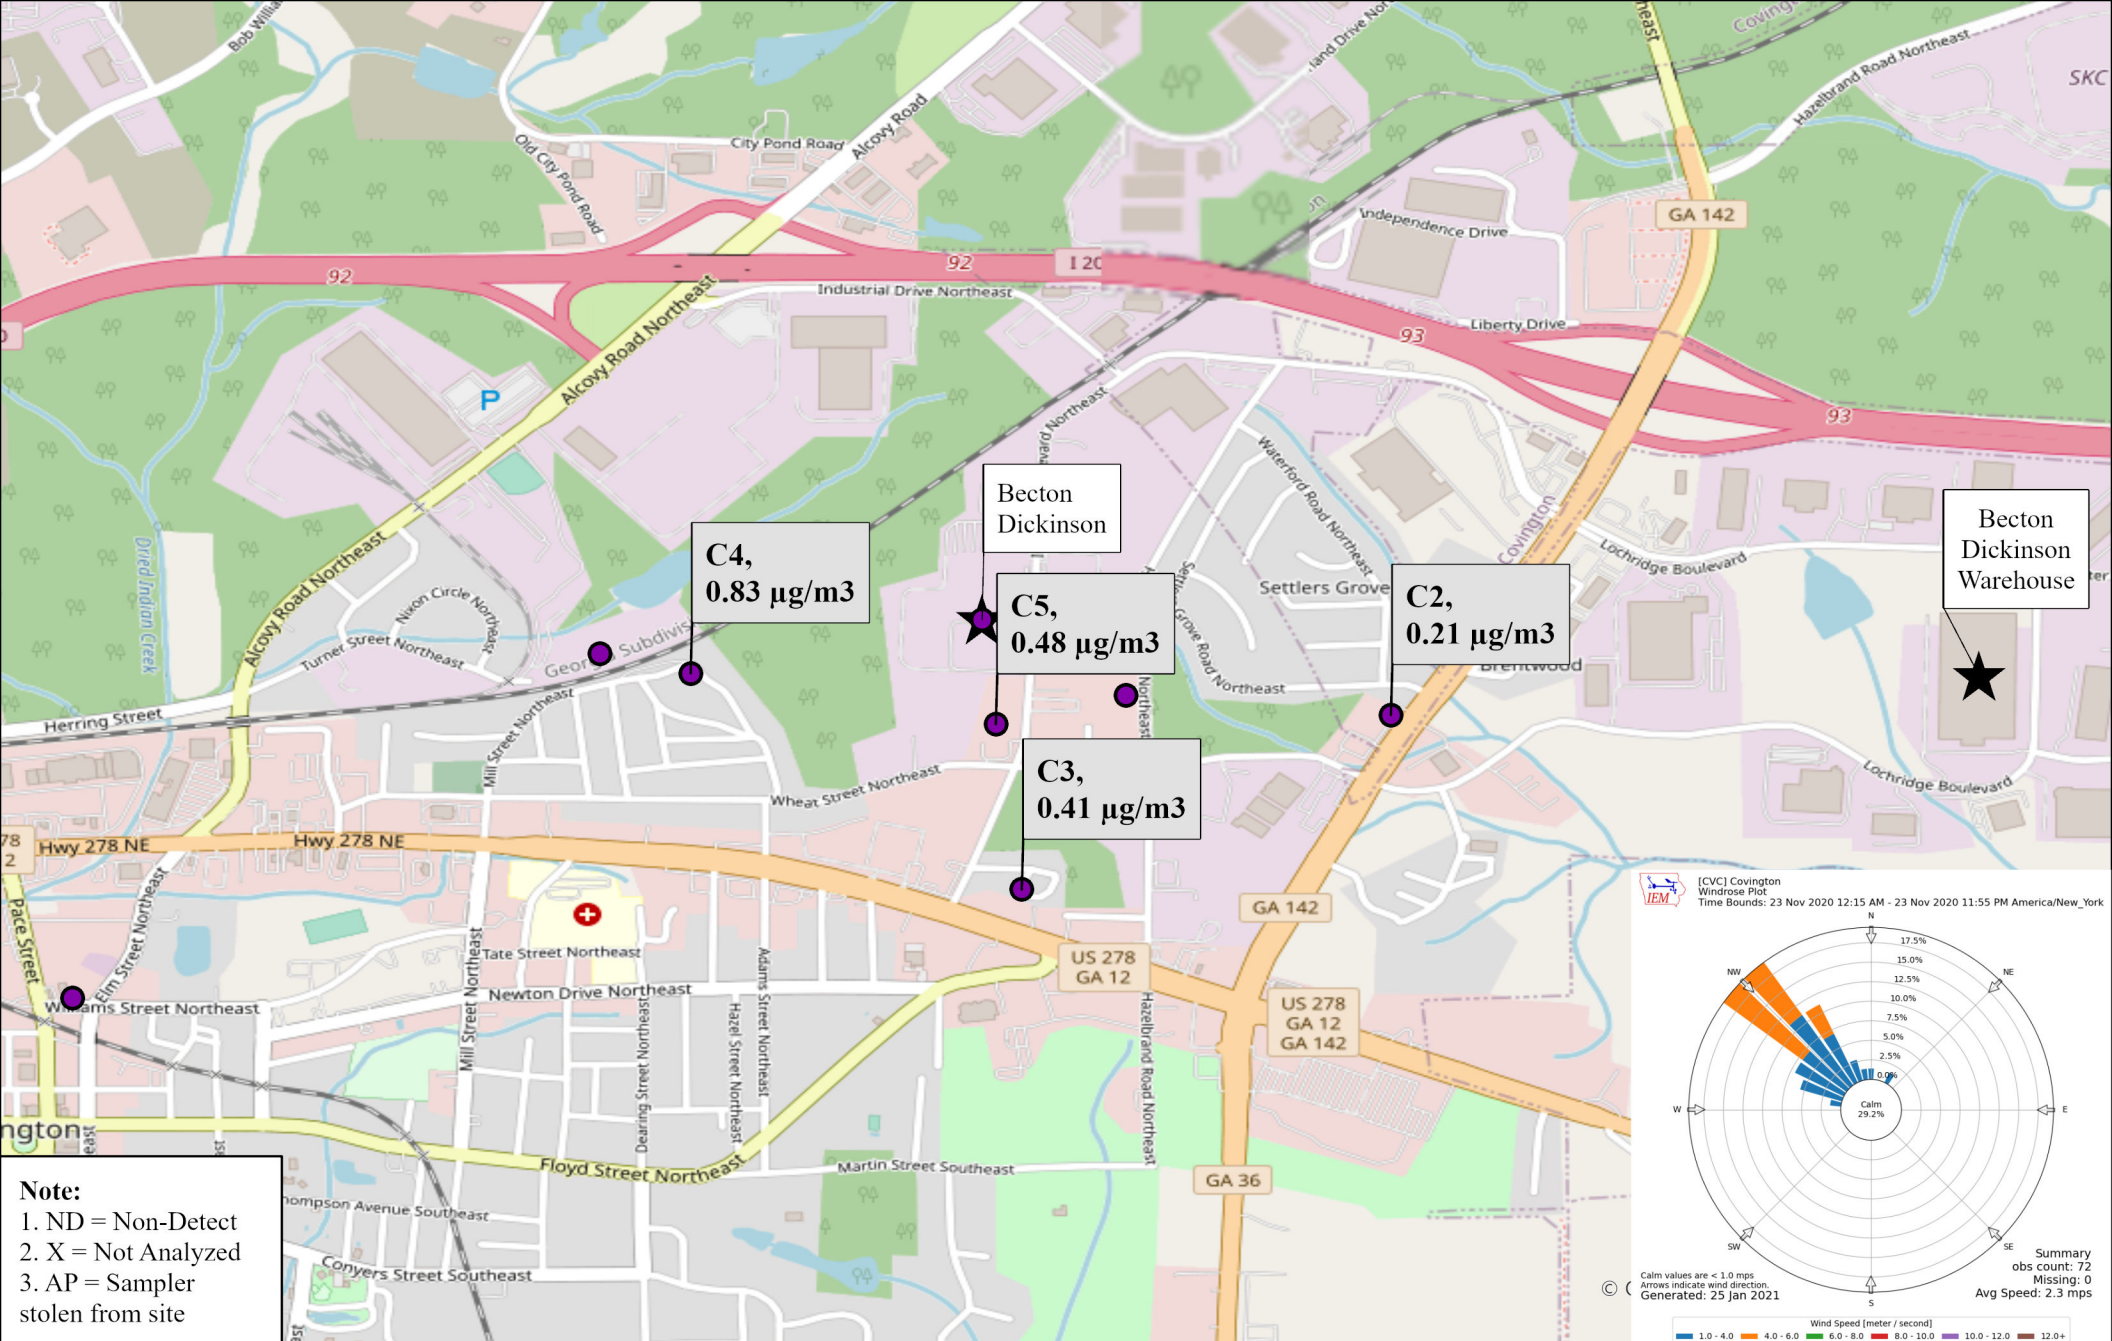 Covington
Hazelbrand Road Northeast
SKC
City Pond Road
Alcovy Road
Old City Pond Road
GA 142
Independence Drive
92
92
I 20
Industrial Drive Northeast
Liberty Drive
93
93
Alcovy Road Northeast
P
Waterford Road Northeast
Covington
Becton
Dickinson
Becton
Dickinson
Warehouse
Lochridge Boulevard
C4,
0.83 µg/m3
C5,
0.48 µg/m3
C2,
0.21 µg/m3
Settlers Grove
Brentwood
Dried Indian Creek
Alcovy Road Northeast
Nixon Circle Northeast
Turner Street Northeast
Herring Street
Mill Street Northeast
Northeast
C3,
0.41 µg/m3
Wheat Street Northeast
Lochridge Boulevard
Hwy 278 NE
Hwy 278 NE
Pace Street
Elm Street Northeast
GA 142
US 278
GA 12
Tate Street Northeast
Newton Drive Northeast
Williams Street Northeast
US 278
GA 12
GA 142
Mill Street Northeast
Dearing Street Northeast
Hazel Street Northeast
Adams Street Northeast
Hazelbrand Road Northeast
Floyd Street Northeast
Martin Street Southeast
GA 36
Conyers Street Southeast
Note:
1. ND = Non-Detect
2. X = Not Analyzed
3. AP = Sampler
stolen from site
IEM
[CVC] Covington
Windrose Plot
Time Bounds: 23 Nov 2020 12:15 AM - 23 Nov 2020 11:55 PM America/New_York
N
17.5%
15.0%
12.5%
10.0%
7.5%
5.0%
2.5%
0.0%
NW
NE
W
E
Calm
29.2%
SW
SE
S
Calm values are < 1.0 mps
Arrows indicate wind direction.
Generated: 25 Jan 2021
Summary
obs count: 72
Missing: 0
Avg Speed: 2.3 mps
Wind Speed [meter / second]
1.0 - 4.0
4.0 - 6.0
6.0 - 8.0
8.0 - 10.0
10.0 - 12.0
12.0+